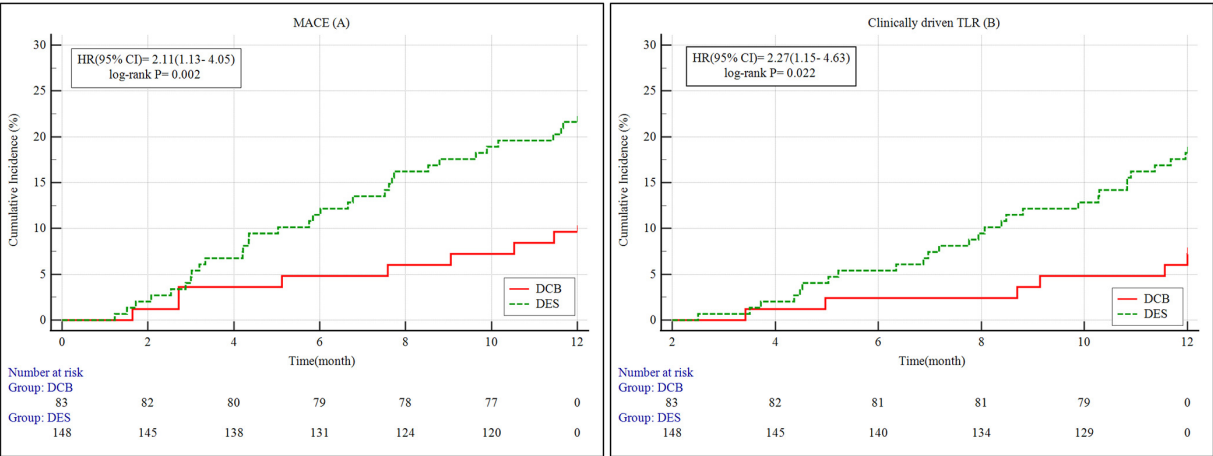 MACE (A)
30
25
20
15
10
5
0
Cumulative Incidence (%)
HR(95% CI)= 2.11(1.13- 4.05)
log-rank P= 0.002
DCB
DES
0 2 4 6 8 10 12
Time(month)
Number at risk
Group: DCB
83 82 80 79 78 77 0
Group: DES
148 145 138 131 124 120 0
Clinically driven TLR (B)
30
25
20
15
10
5
0
Cumulative Incidence (%)
HR(95% CI)= 2.27(1.15- 4.63)
log-rank P= 0.022
DCB
DES
2 4 6 8 10 12
Time(month)
Number at risk
Group: DCB
83 82 81 81 79 0
Group: DES
148 145 140 134 129 0